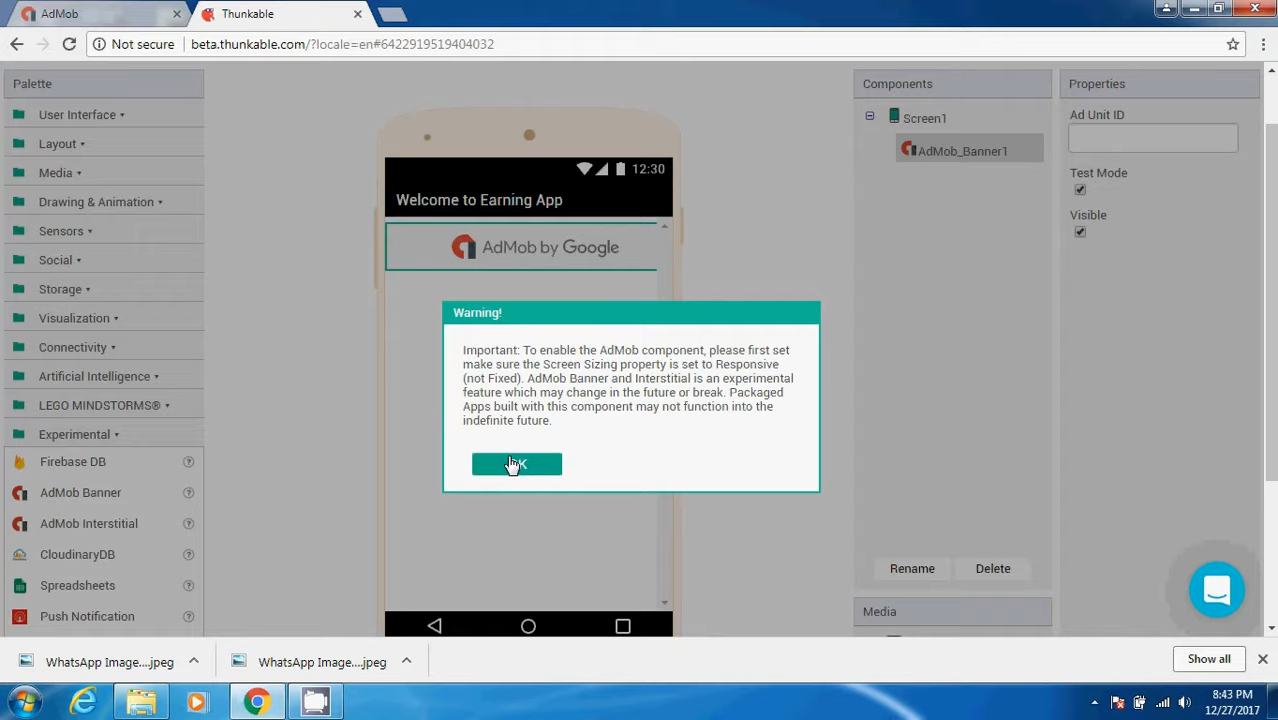 AdMob
Thunkable
Not secure
beta.thunkable.com/?locale=en#6422919519404032
Palette
User Interface
Layout
Media
Drawing & Animation
Sensors
Social
Storage
Visualization
Connectivity
Artificial Intelligence
LEGO MINDSTORMS®
Experimental
Firebase DB
AdMob Banner
AdMob Interstitial
CloudinaryDB
Spreadsheets
Push Notification
12:30
Welcome to Earning App
AdMob by Google
Warning!
Important: To enable the AdMob component, please first set
make sure the Screen Sizing property is set to Responsive
(not Fixed). AdMob Banner and Interstitial is an experimental
feature which may change in the future or break. Packaged
Apps built with this component may not function into the
indefinite future.
Components
Screen1
AdMob_Banner1
Rename Delete
Media
Properties
Ad Unit ID
Test Mode
Visible
WhatsApp Image....jpeg
WhatsApp Image....jpeg
Show all
8:43 PM
12/27/2017